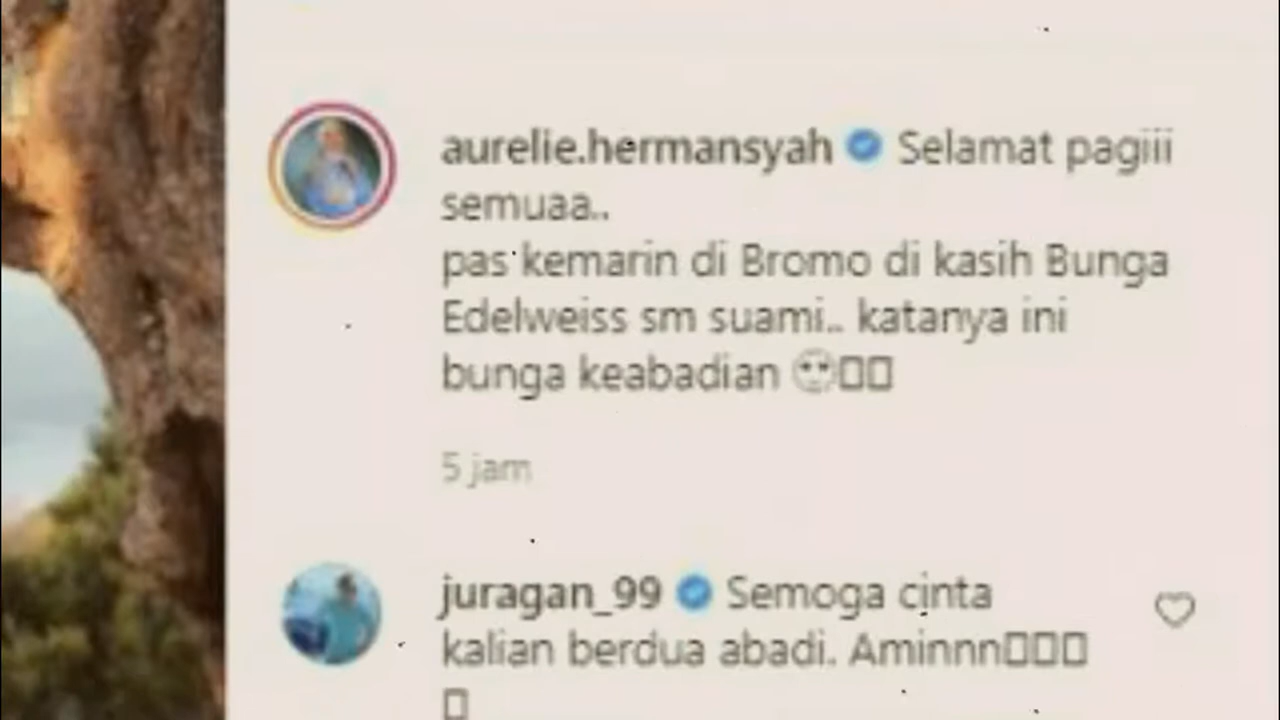 aurelie.hermansyah Selamat pagiii
semuaa..
pas kemarin di Bromo di kasih Bunga
Edelweiss sm suami.. katanya ini
bunga keabadian 🥺
5 jam
juragan_99 Semoga cinta
kalian berdua abadi. Aminnn